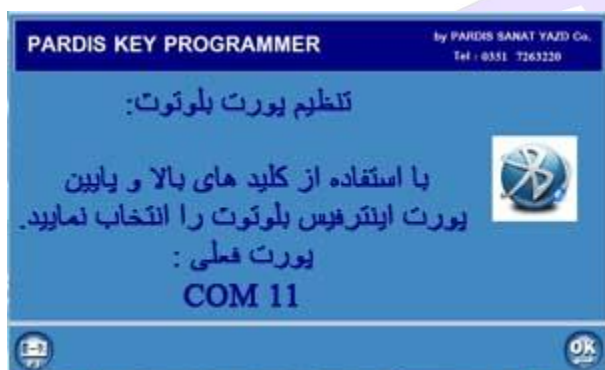 PARDIS KEY PROGRAMMER
by PARDIS SANAT YAZD Co.
Tel : 0351 7263220
تنظیم پورت بلوتوث:
با استفاده از کلید های بالا و پایین
پورت اینترفیس بلوتوث را انتخاب نمایید.
پورت فعلی :
COM 11
OK